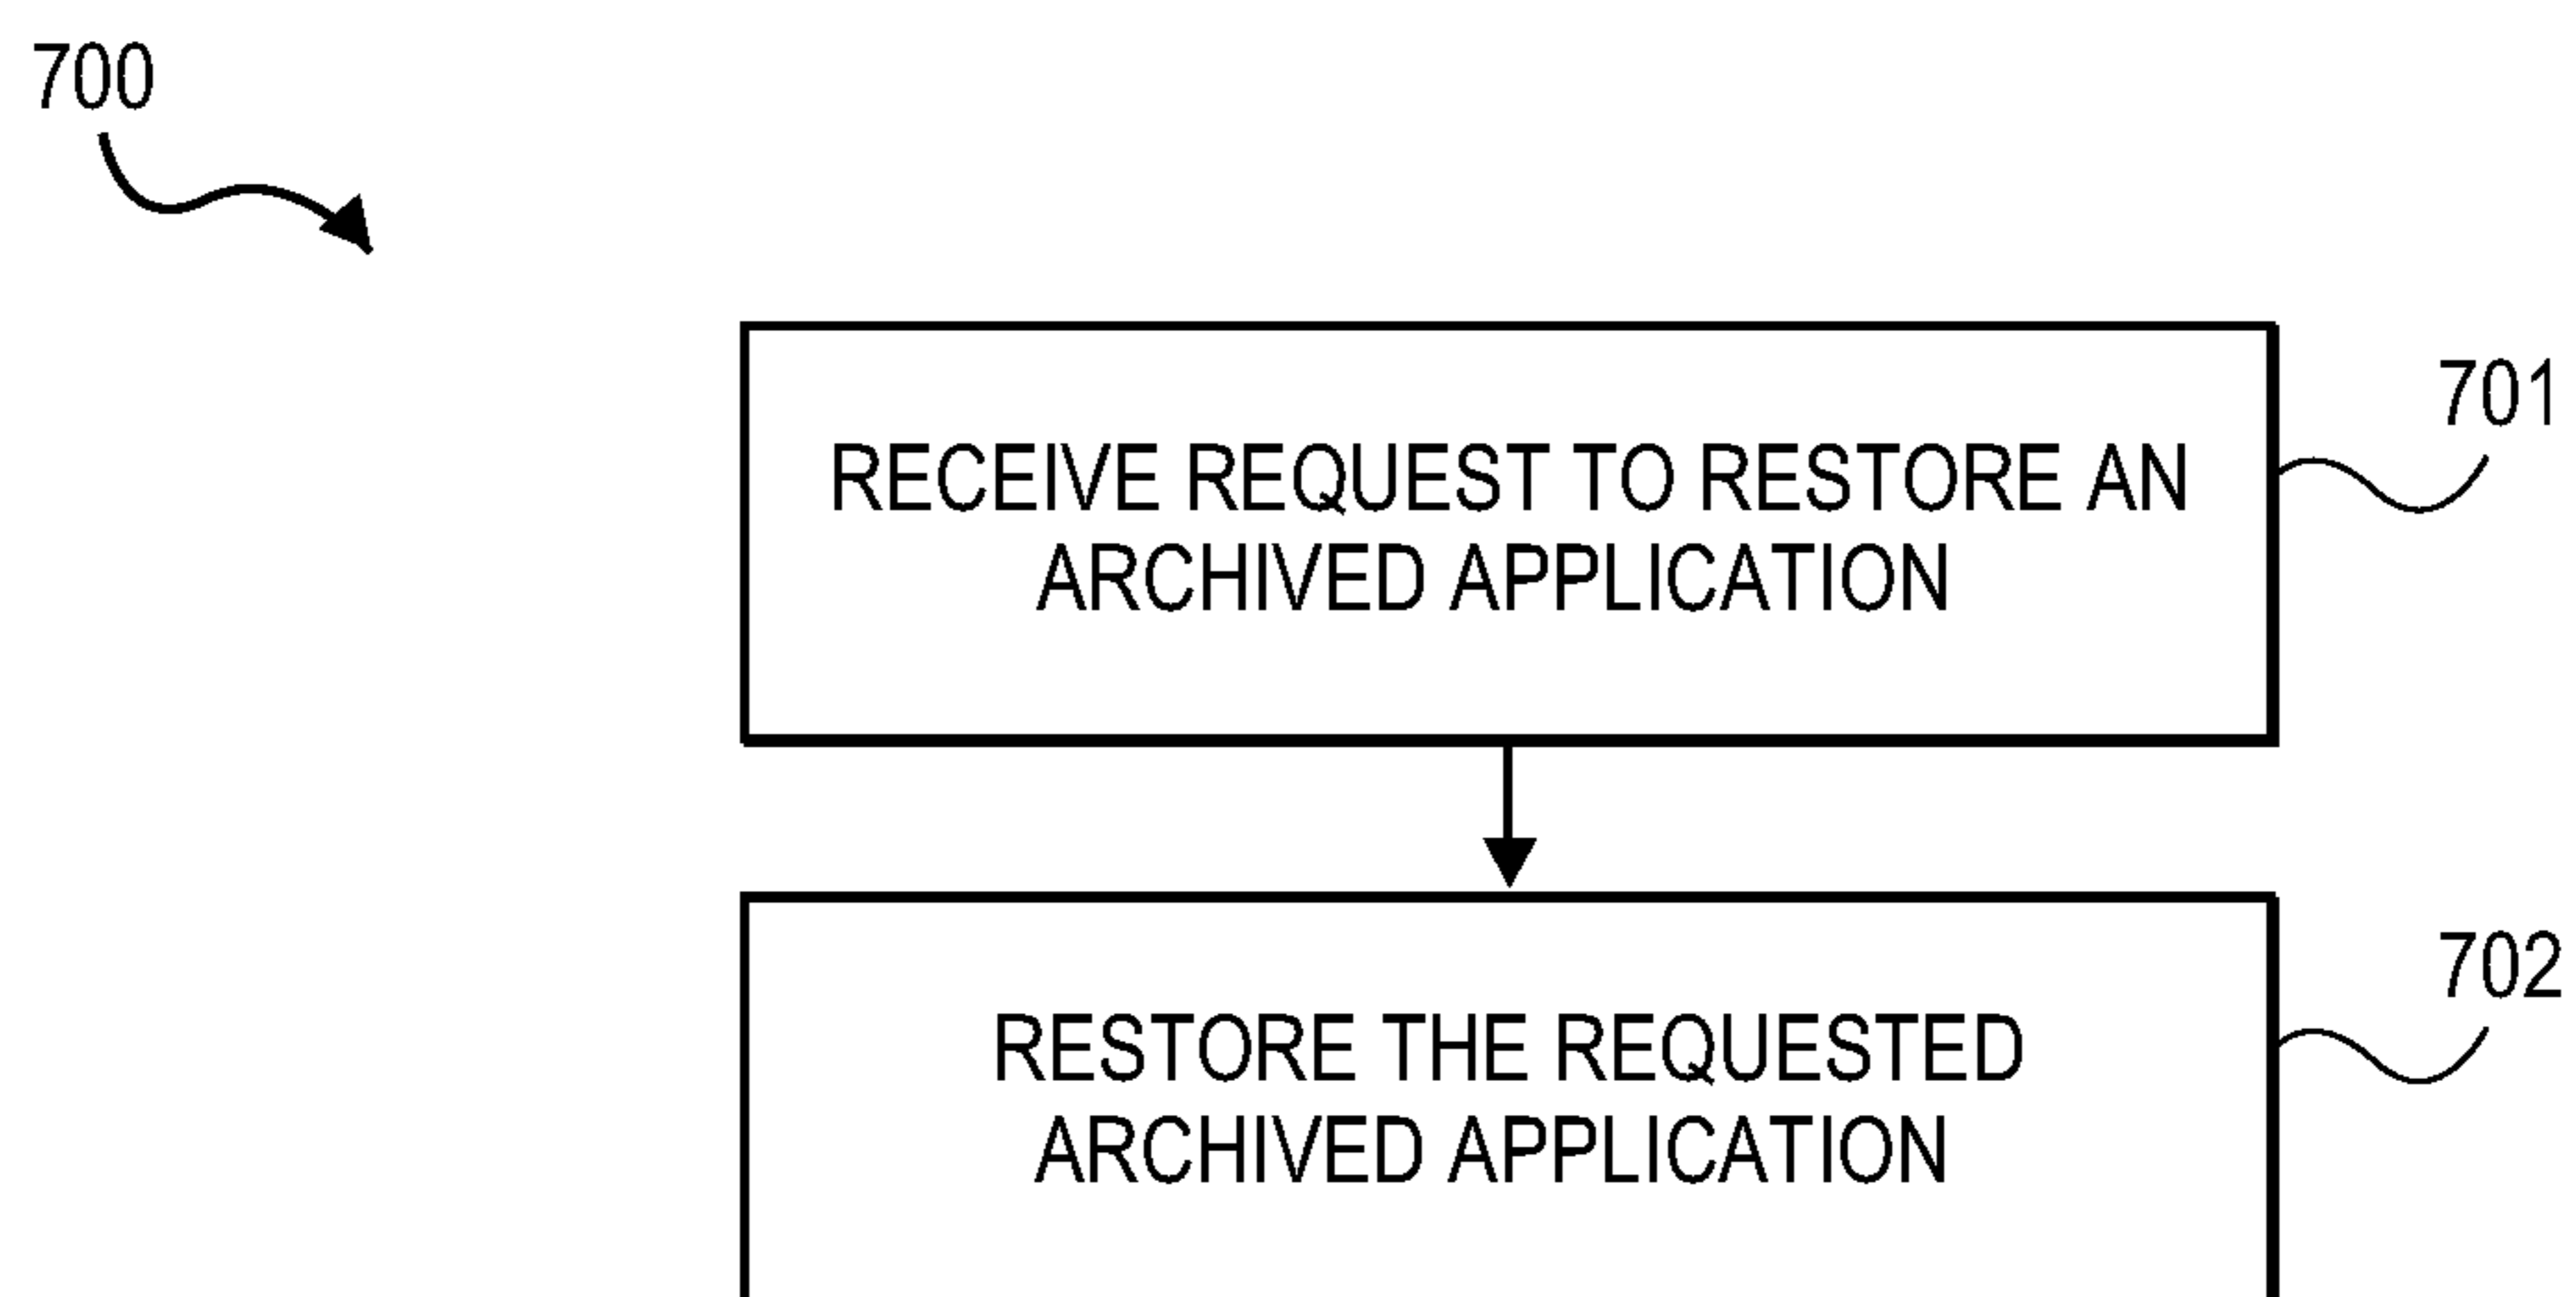 700
RECEIVE REQUEST TO RESTORE AN
ARCHIVED APPLICATION
701
RESTORE THE REQUESTED
ARCHIVED APPLICATION
702